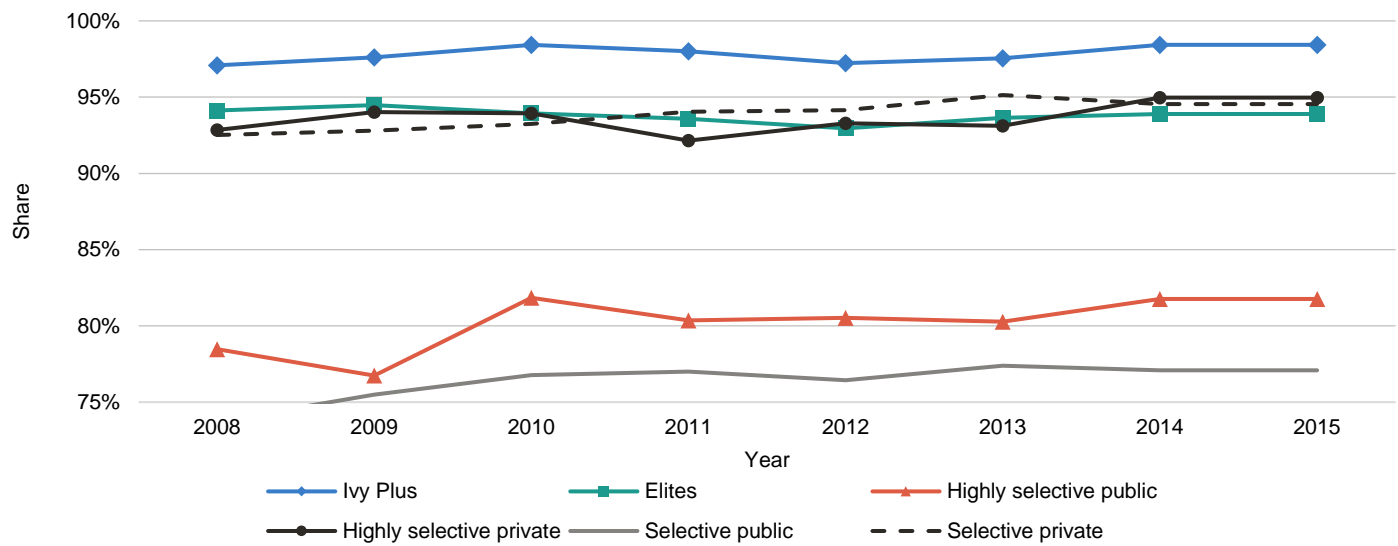 100%
95%
90%
85%
80%
75%
Share
2008 2009 2010 2011 2012 2013 2014 2015
Year
Ivy Plus Elites Highly selective public
Highly selective private Selective public Selective private